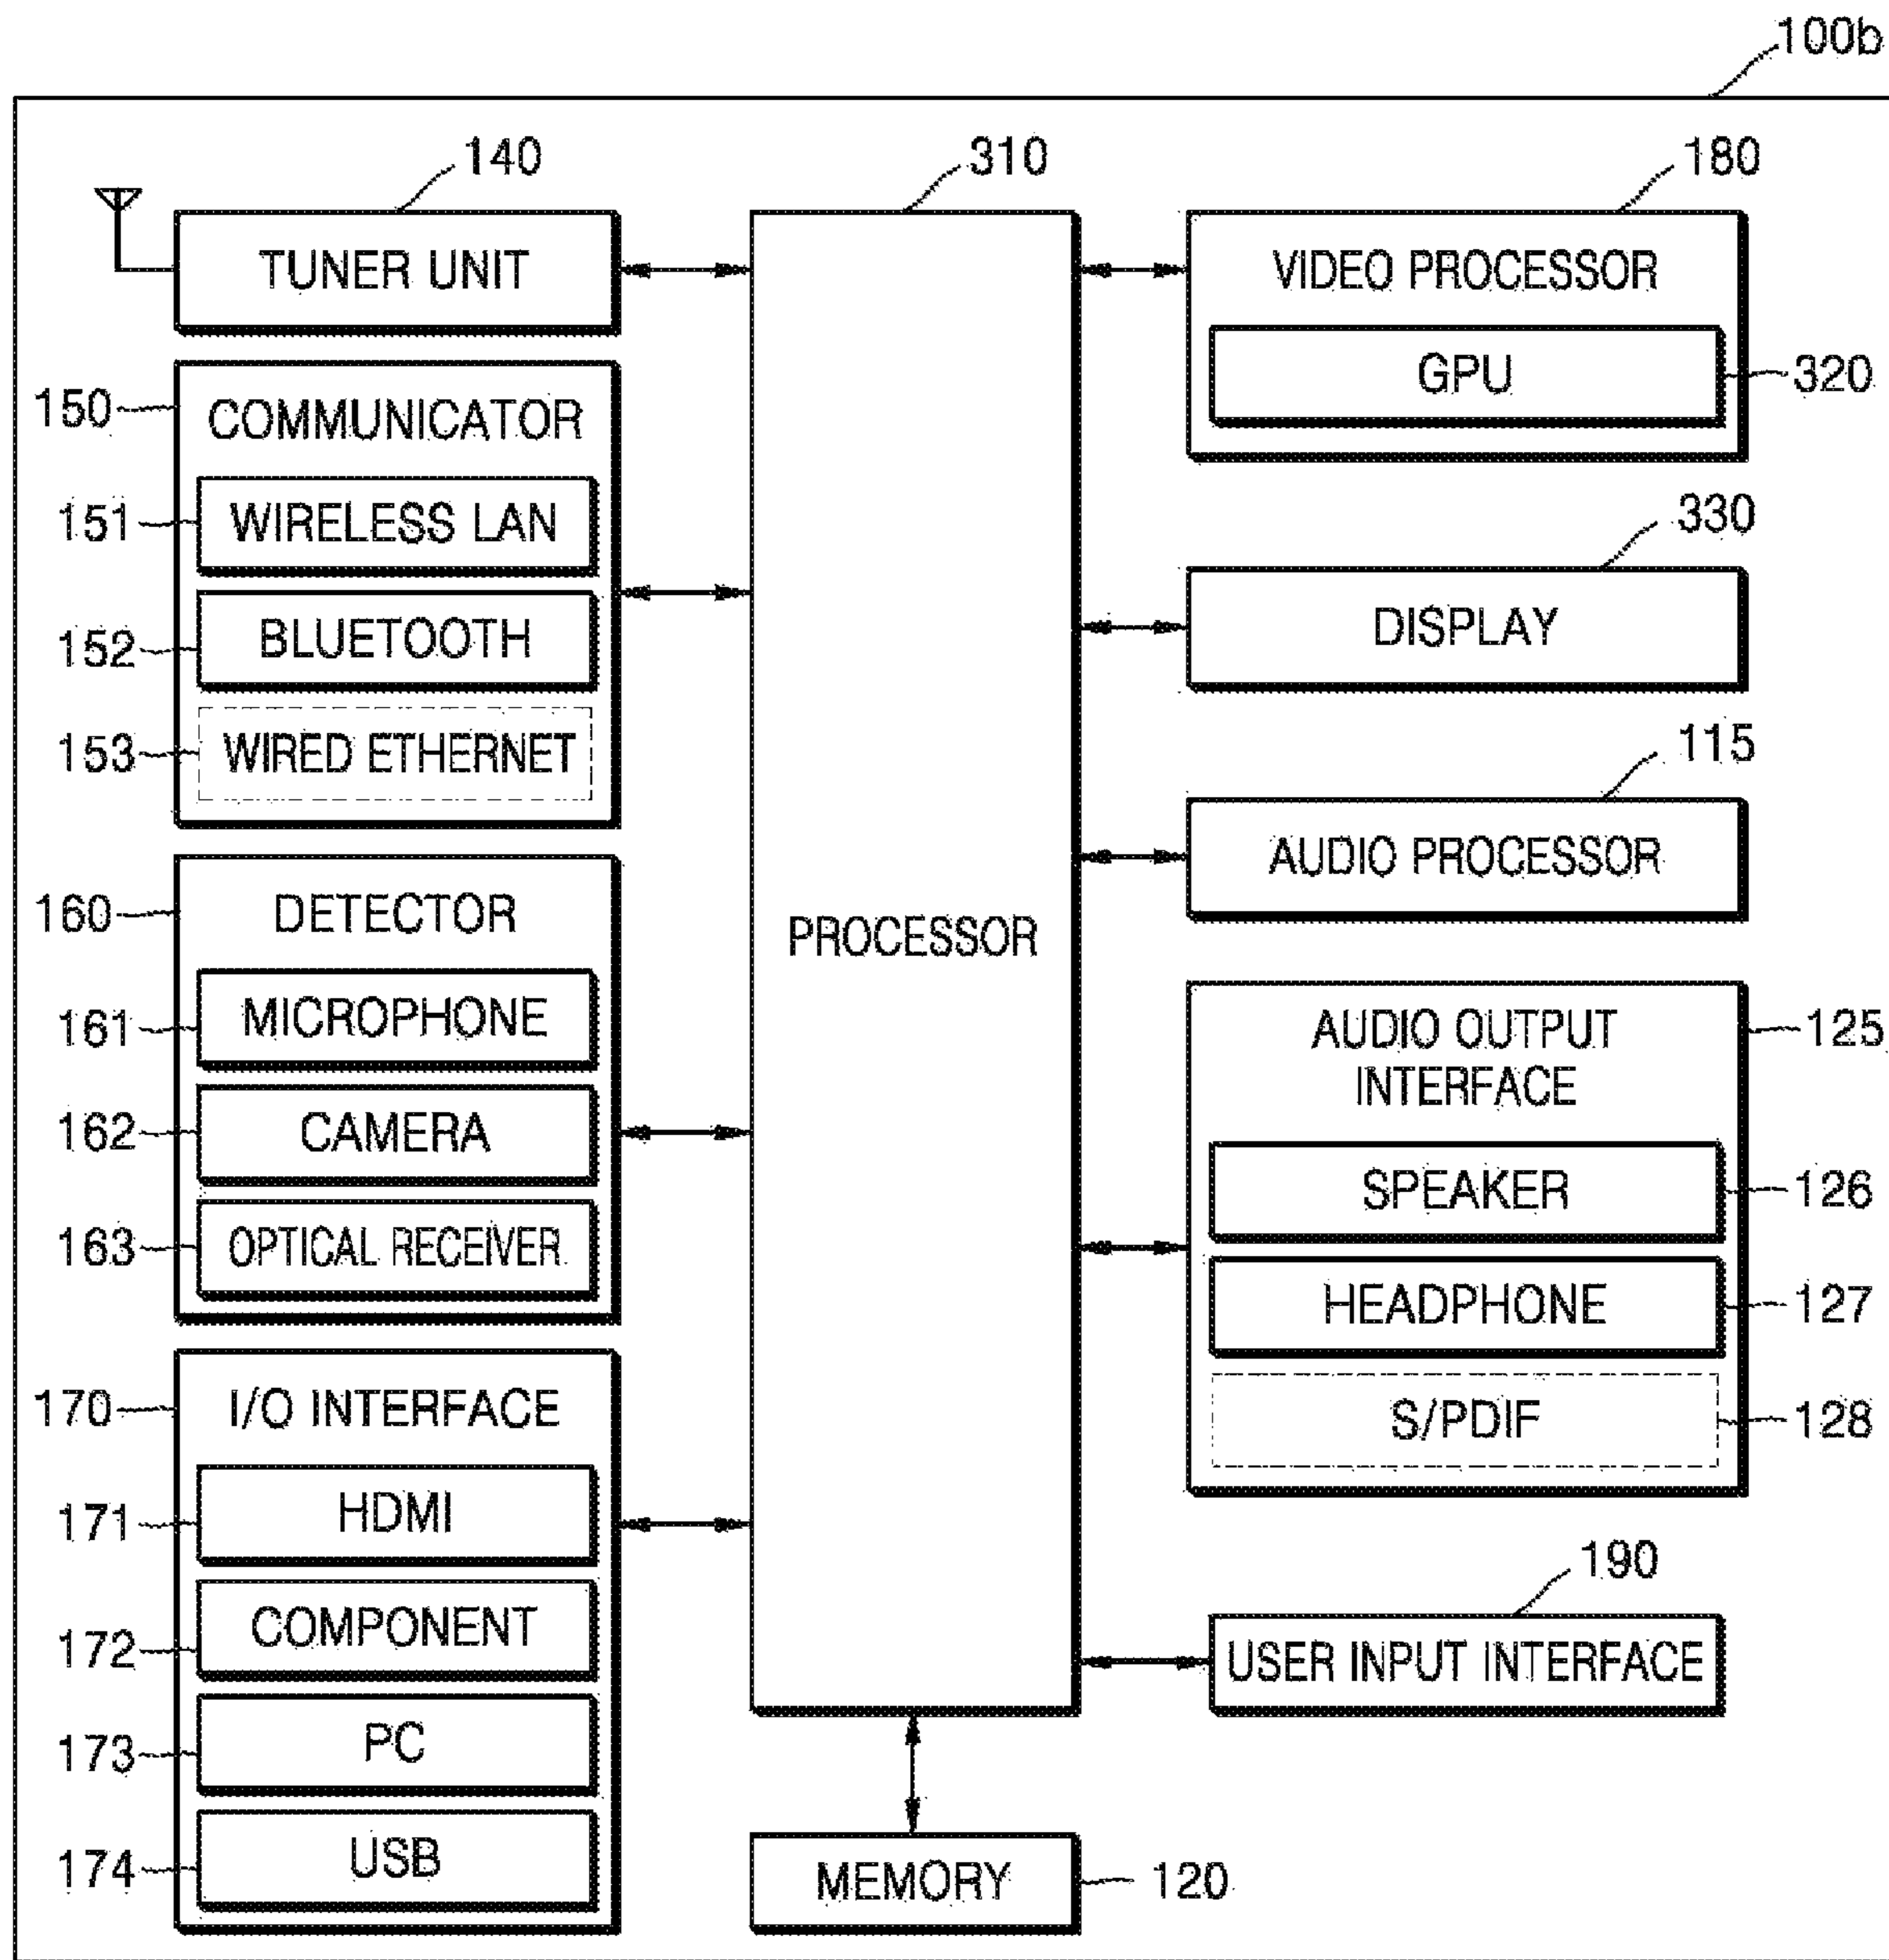 100b
140
310
180
TUNER UNIT
VIDEO PROCESSOR
GPU
320
150
COMMUNICATOR
151
WIRELESS LAN
152
BLUETOOTH
153
WIRED ETHERNET
330
DISPLAY
115
AUDIO PROCESSOR
160
DETECTOR
161
MICROPHONE
162
CAMERA
163
OPTICAL RECEIVER
PROCESSOR
AUDIO OUTPUT
INTERFACE
125
SPEAKER
126
HEADPHONE
127
S/PDIF
128
170
I/O INTERFACE
171
HDMI
172
COMPONENT
173
PC
174
USB
190
USER INPUT INTERFACE
MEMORY
120